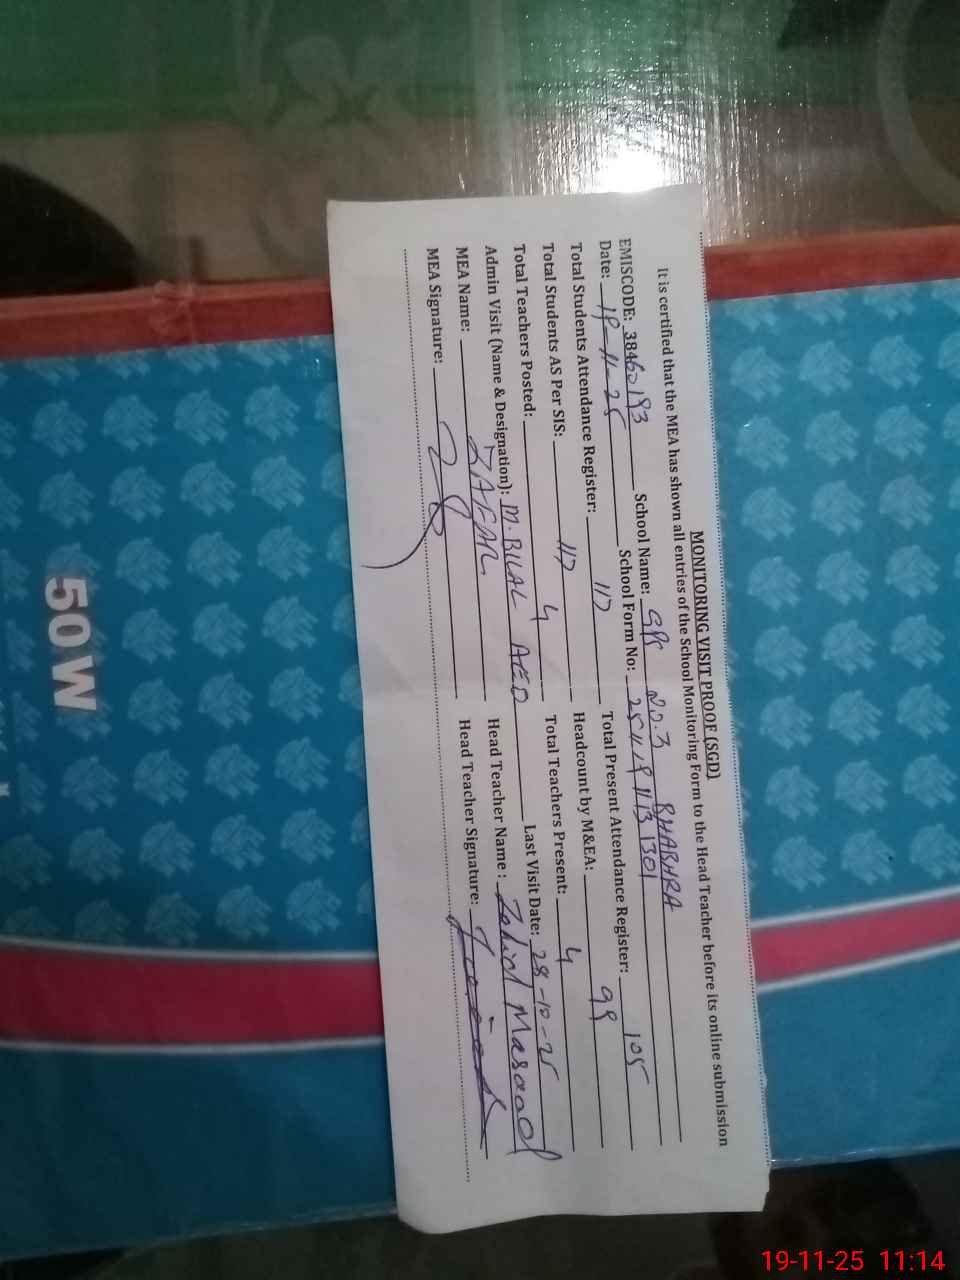 MONITORING VISIT PROOF (SGD)
It is certified that the MEA has shown all entries of the School Monitoring Form to the Head Teacher before its online submission
EMISCODE: 38460193 School Name: GPS NO.3 BHABHRA
Date: 19-11-25 School Form No: 2541191131301
Total Students Attendance Register: 117 Total Present Attendance Register: 105
Total Students AS Per SIS: 117 Headcount by M&EA: 99
Total Teachers Posted: 4 Total Teachers Present: 4
Admin Visit (Name & Designation): M. BILAL AEO Last Visit Date: 28-10-25
MEA Name: ZAFAR Head Teacher Name: Zahid Masood
MEA Signature: Head Teacher Signature:
50 W
19-11-25 11:14